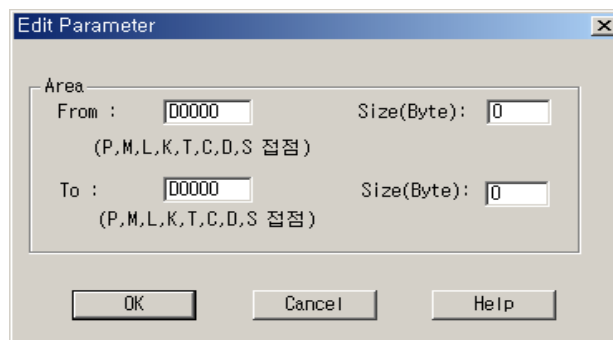 Edit Parameter
Area
From : D0000 Size(Byte): 0
(P,M,L,K,T,C,D,S 접점)
To : D0000 Size(Byte): 0
(P,M,L,K,T,C,D,S 접점)
OK Cancel Help